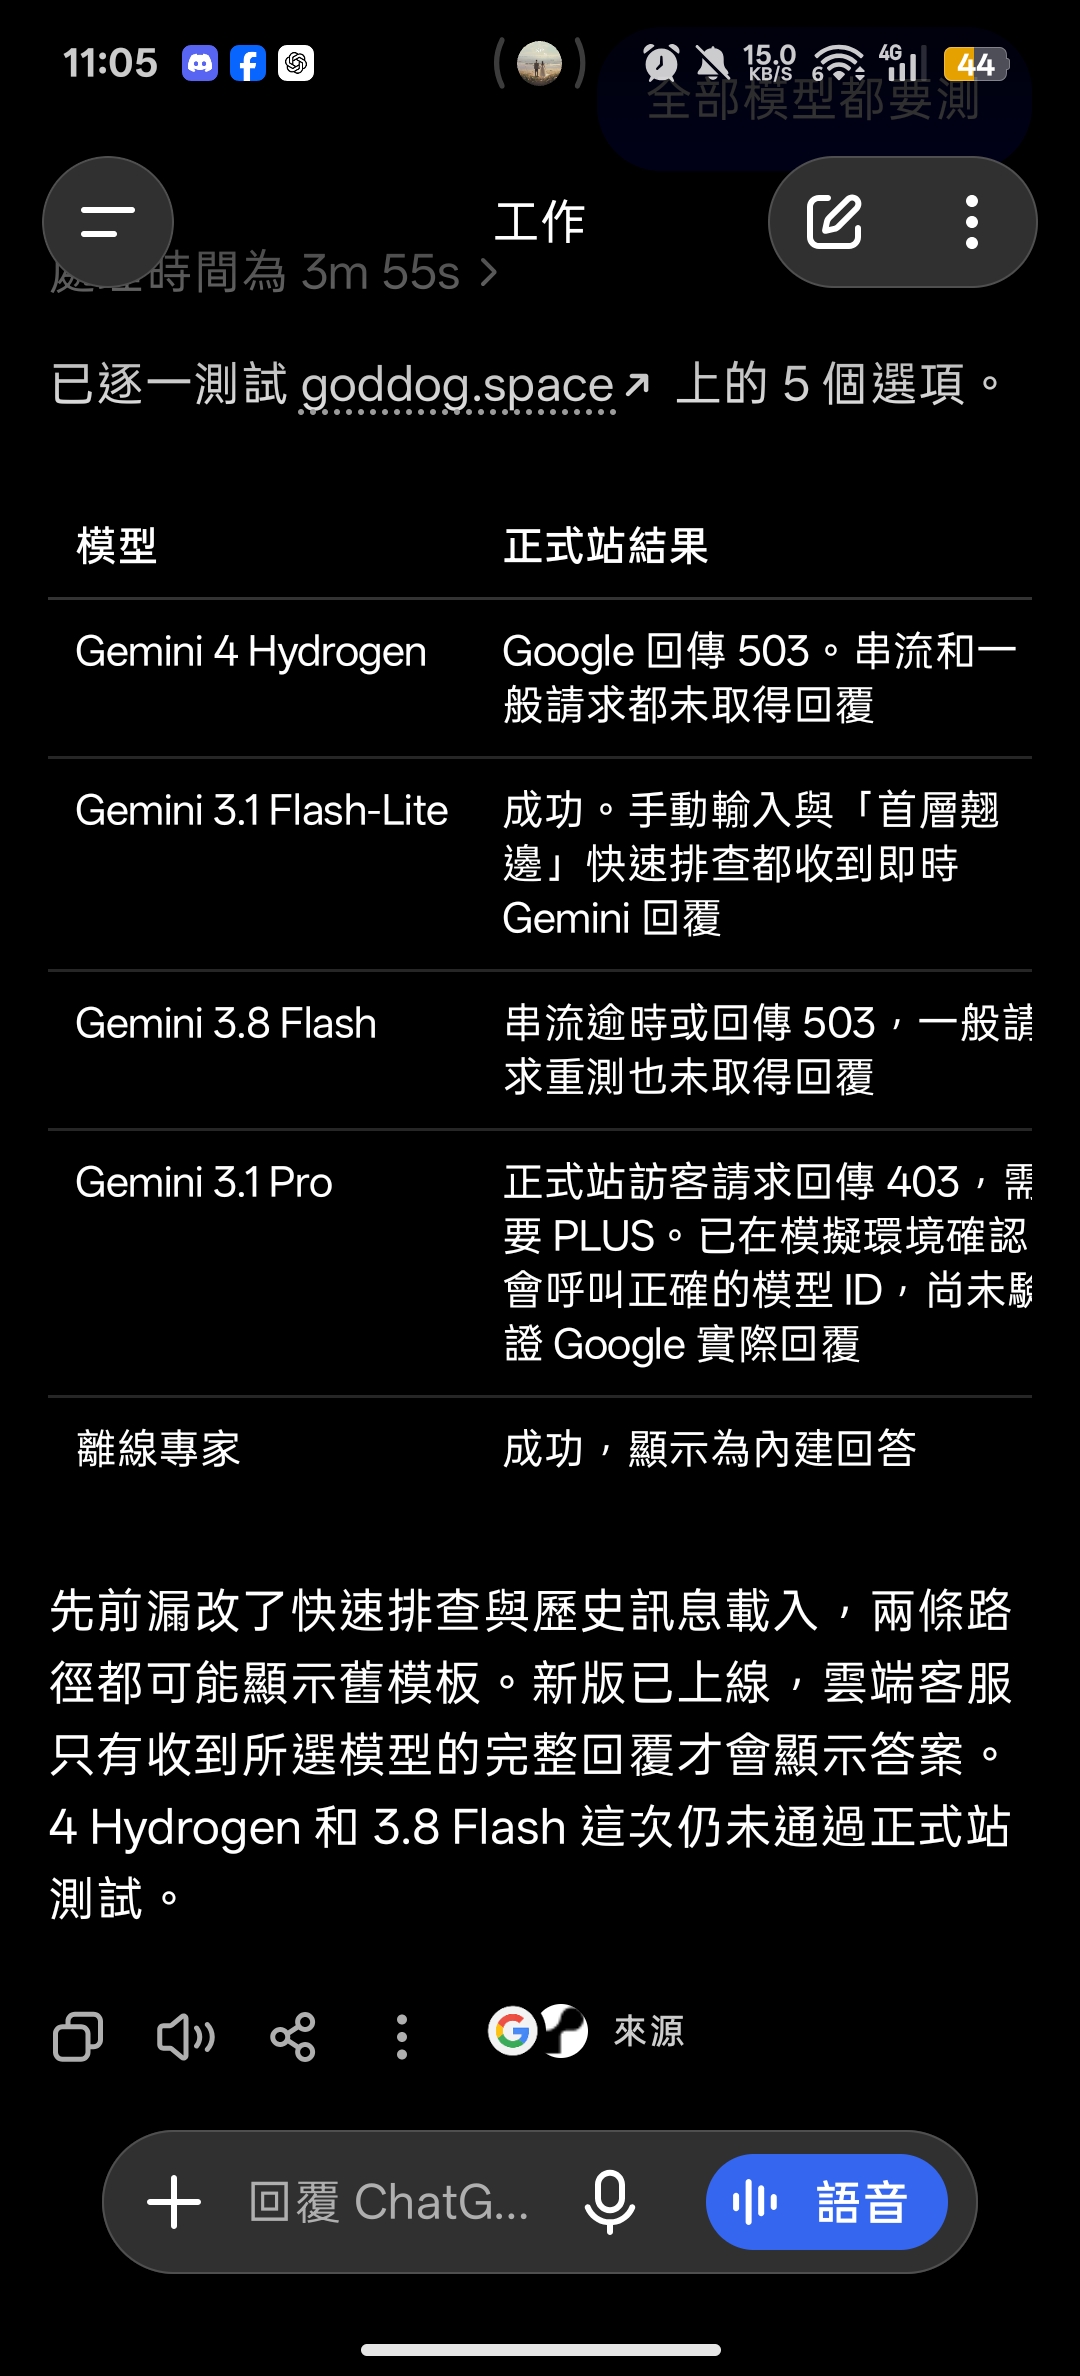 11:05
15.0
KB/S
6
4G
44
全部模型都要測
工作
處理時間為 3m 55s
已逐一測試 goddog.space 上的 5 個選項。
模型
正式站結果
Gemini 4 Hydrogen
Google 回傳 503。串流和一
般請求都未取得回覆
Gemini 3.1 Flash-Lite
成功。手動輸入與「首層翹
邊」快速排查都收到即時
Gemini 回覆
Gemini 3.8 Flash
串流逾時或回傳 503，一般請
求重測也未取得回覆
Gemini 3.1 Pro
正式站訪客請求回傳 403，需
要 PLUS。已在模擬環境確認
會呼叫正確的模型 ID，尚未驗
證 Google 實際回覆
離線專家
成功，顯示為內建回答
先前漏改了快速排查與歷史訊息載入，兩條路
徑都可能顯示舊模板。新版已上線，雲端客服
只有收到所選模型的完整回覆才會顯示答案。
4 Hydrogen 和 3.8 Flash 這次仍未通過正式站
測試。
來源
回覆 ChatG...
語音